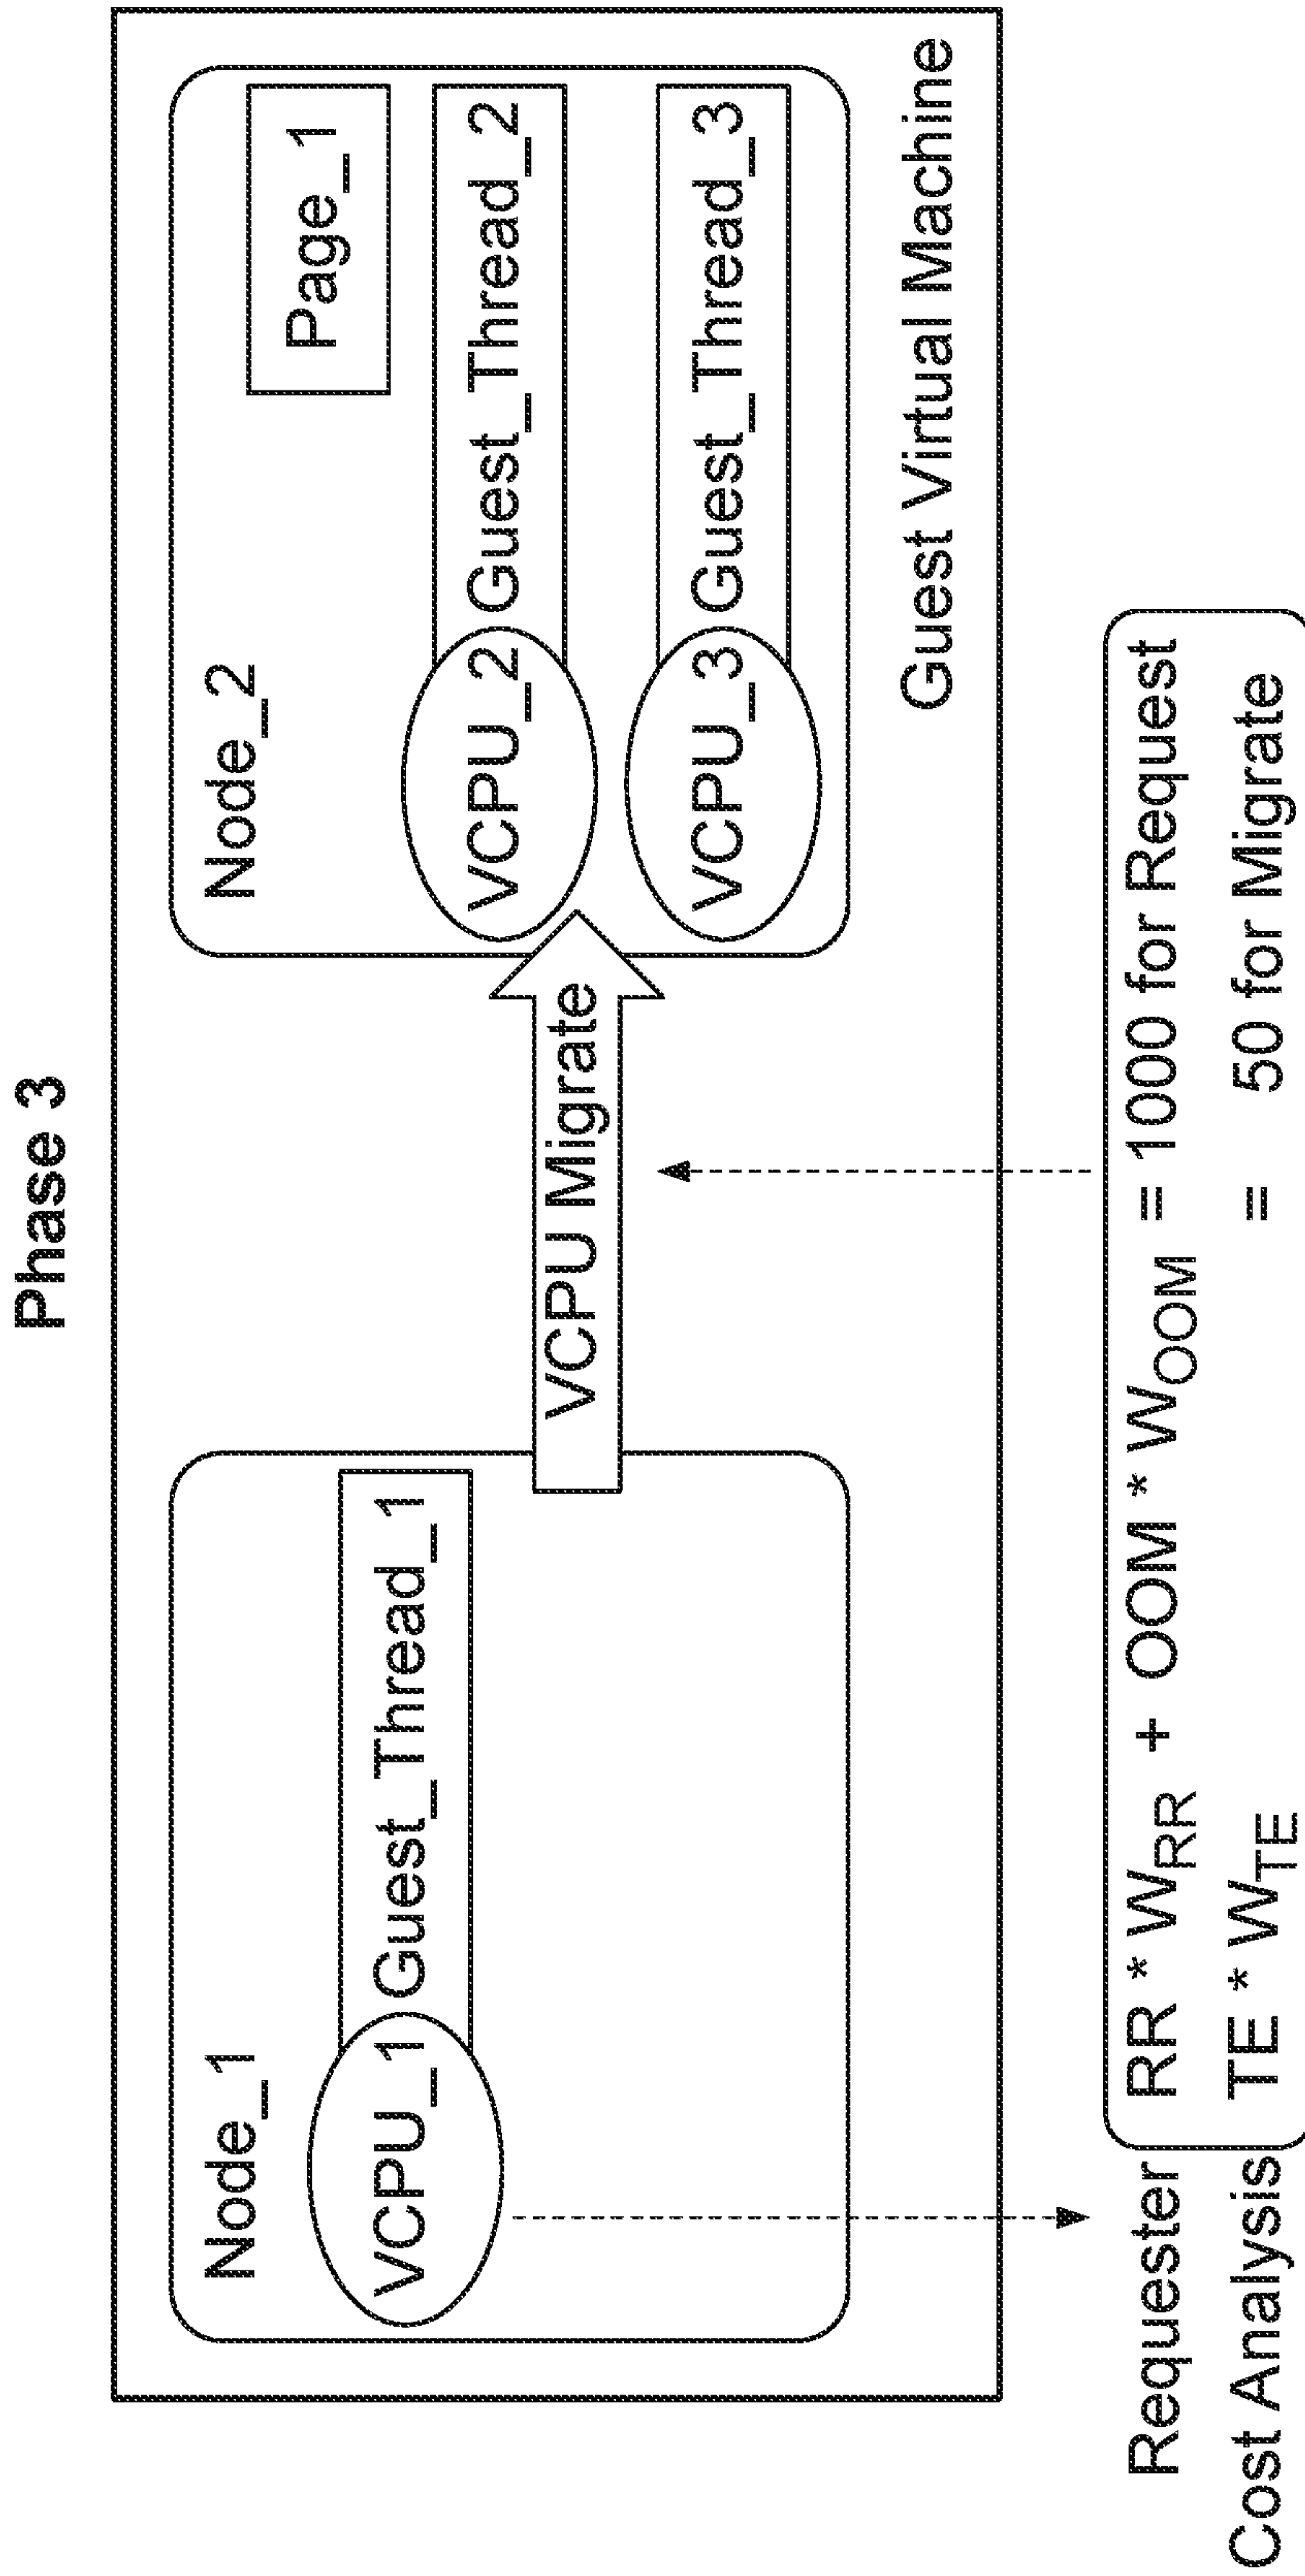 Phase 3
Node_1
VCPU_1 Guest_Thread_1
VCPU Migrate
Node_2
Page_1
VCPU_2 Guest_Thread_2
VCPU_3 Guest_Thread_3
Guest Virtual Machine
Requester RR * W_RR + OOM * W_OOM = 1000 for Request
Cost Analysis TE * W_TE = 50 for Migrate